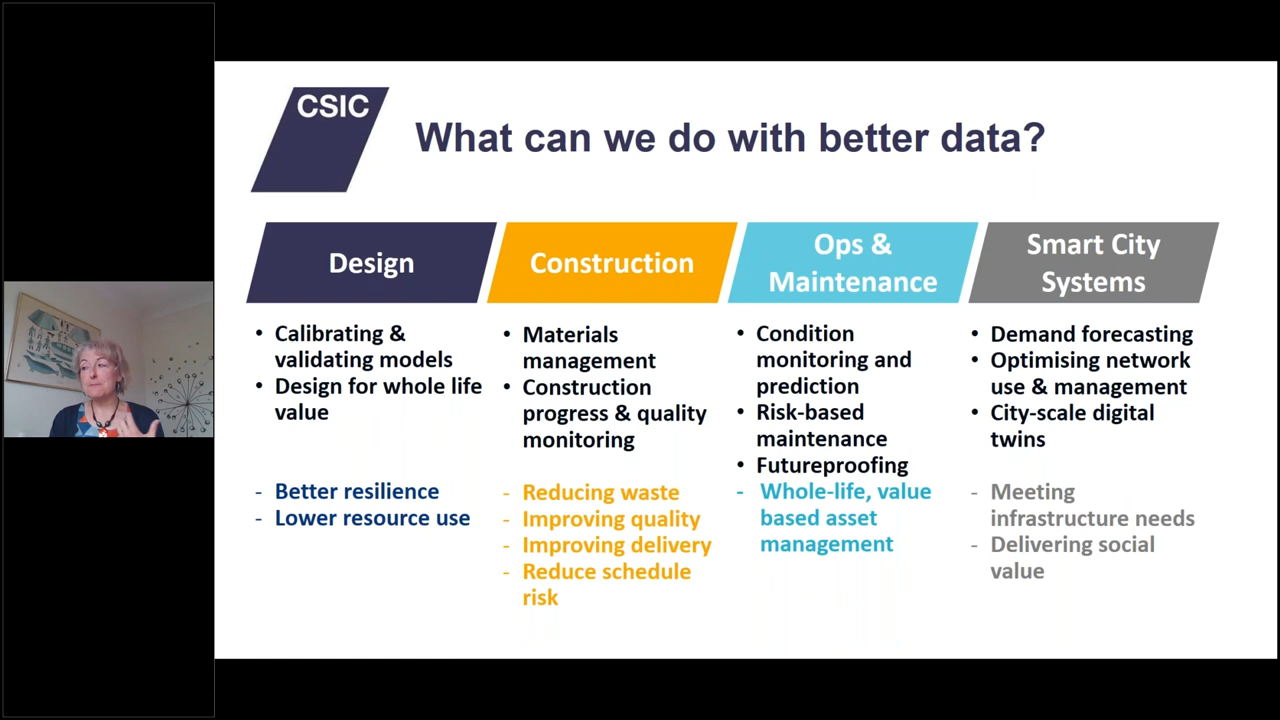 CSIC
What can we do with better data?
Design
• Calibrating &
validating models
• Design for whole life
value
- Better resilience
- Lower resource use
Construction
• Materials
management
• Construction
progress & quality
monitoring
- Reducing waste
- Improving quality
- Improving delivery
- Reduce schedule
risk
Ops &
Maintenance
• Condition
monitoring and
prediction
• Risk-based
maintenance
• Futureproofing
- Whole-life, value
based asset
management
Smart City
Systems
• Demand forecasting
• Optimising network
use & management
• City-scale digital
twins
- Meeting
infrastructure needs
- Delivering social
value